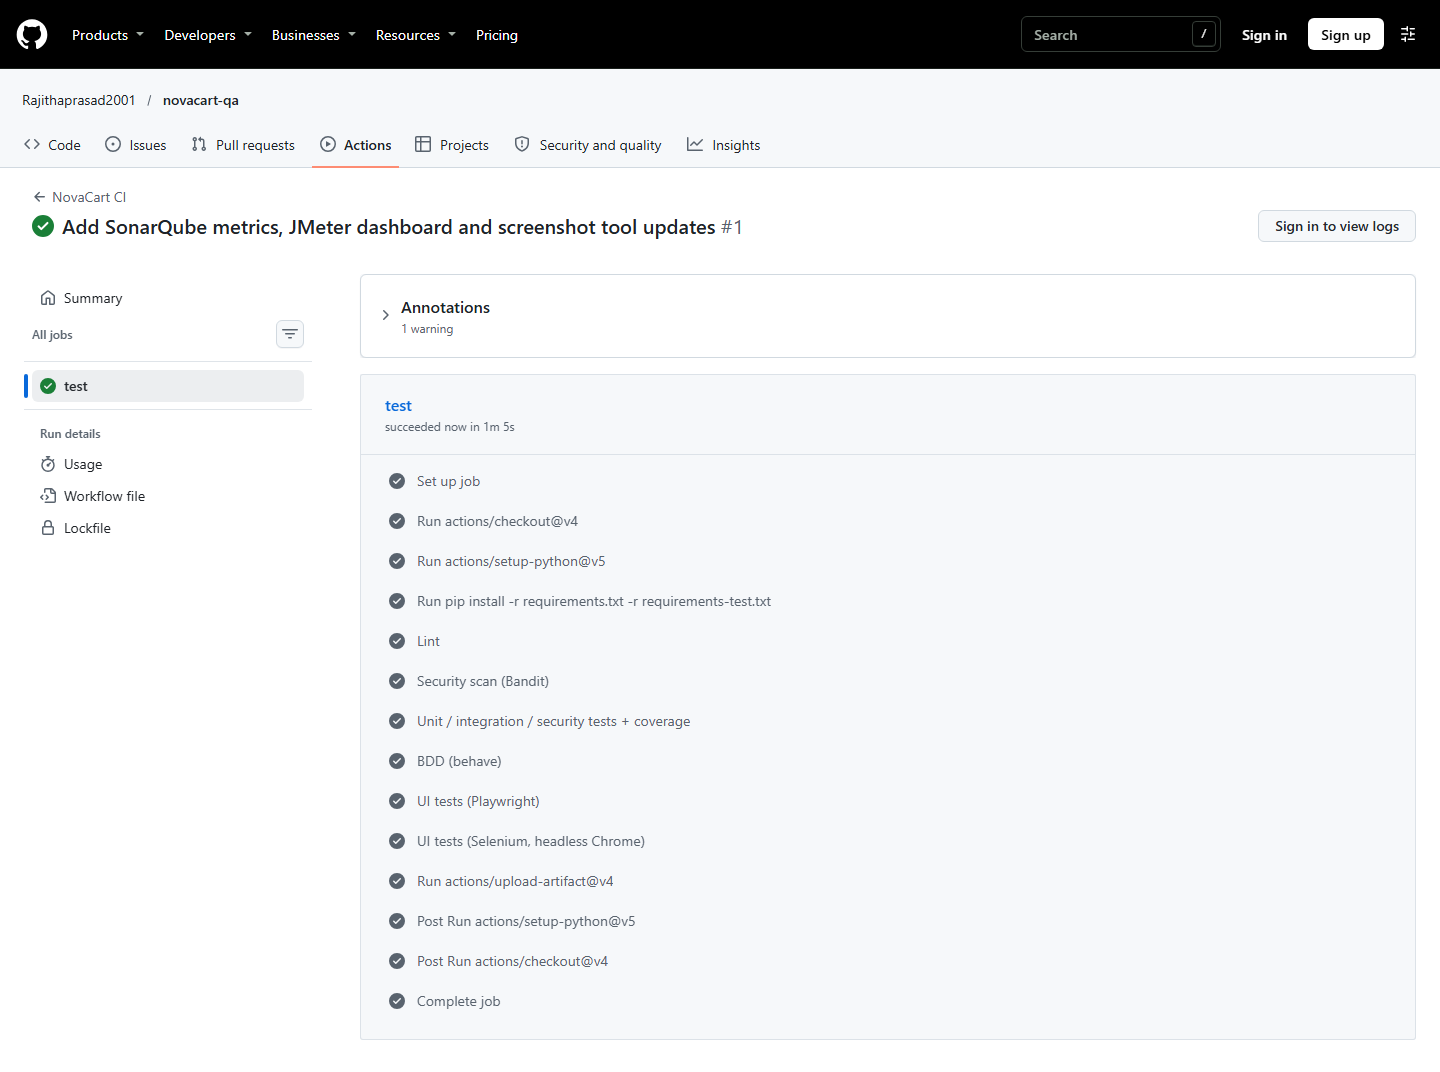 Products Developers Businesses Resources Pricing Search / Sign in Sign up
Rajithaprasad2001 / novacart-qa
Code Issues Pull requests Actions Projects Security and quality Insights
NovaCart CI
Add SonarQube metrics, JMeter dashboard and screenshot tool updates #1
Sign in to view logs
Summary
All jobs
test
Run details
Usage
Workflow file
Lockfile
Annotations
1 warning
test
succeeded now in 1m 5s
Set up job
Run actions/checkout@v4
Run actions/setup-python@v5
Run pip install -r requirements.txt -r requirements-test.txt
Lint
Security scan (Bandit)
Unit / integration / security tests + coverage
BDD (behave)
UI tests (Playwright)
UI tests (Selenium, headless Chrome)
Run actions/upload-artifact@v4
Post Run actions/setup-python@v5
Post Run actions/checkout@v4
Complete job